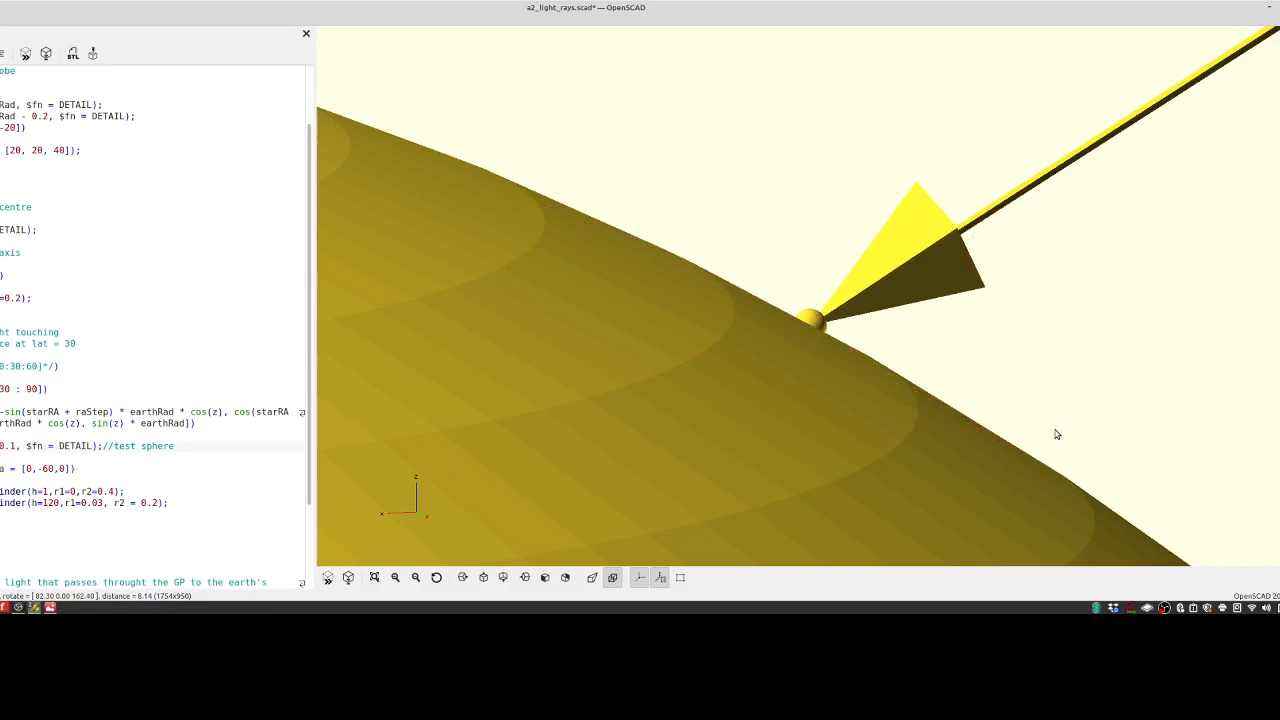 a2_light_rays.scad* — OpenSCAD
STL
obe
Rad, $fn = DETAIL);
Rad - 0.2, $fn = DETAIL);
-20])
[20, 20, 40]);
centre
ETAIL);
axis
)
=0.2);
ht touching
ce at lat = 30
0:30:60]*/)
30 : 90])
-sin(starRA + raStep) * earthRad * cos(z), cos(starRA
rthRad * cos(z), sin(z) * earthRad])
0.1, $fn = DETAIL);//test sphere
a = [0,-60,0])
inder(h=1,r1=0,r2=0.4);
inder(h=120,r1=0.03, r2 = 0.2);
light that passes throught the GP to the earth's
z
x
Y
, rotate = [ 82.30 0.00 162.40 ], distance = 8.14 (1754x950)
OpenSCAD 20